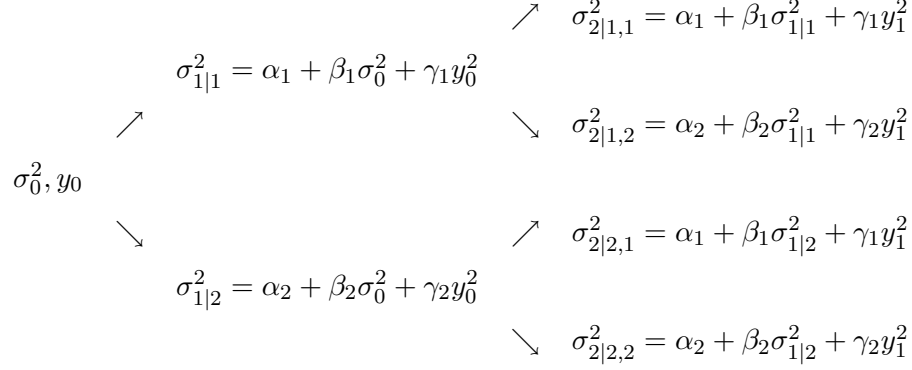 ↗ σ²_{2|1,1} = α₁ + β₁σ²_{1|1} + γ₁y₁²
σ²_{1|1} = α₁ + β₁σ₀² + γ₁y₀²
↗ ↘ σ²_{2|1,2} = α₂ + β₂σ²_{1|1} + γ₂y₁²
σ₀², y₀
↘ ↗ σ²_{2|2,1} = α₁ + β₁σ²_{1|2} + γ₁y₁²
σ²_{1|2} = α₂ + β₂σ₀² + γ₂y₀²
↘ σ²_{2|2,2} = α₂ + β₂σ²_{1|2} + γ₂y₁²